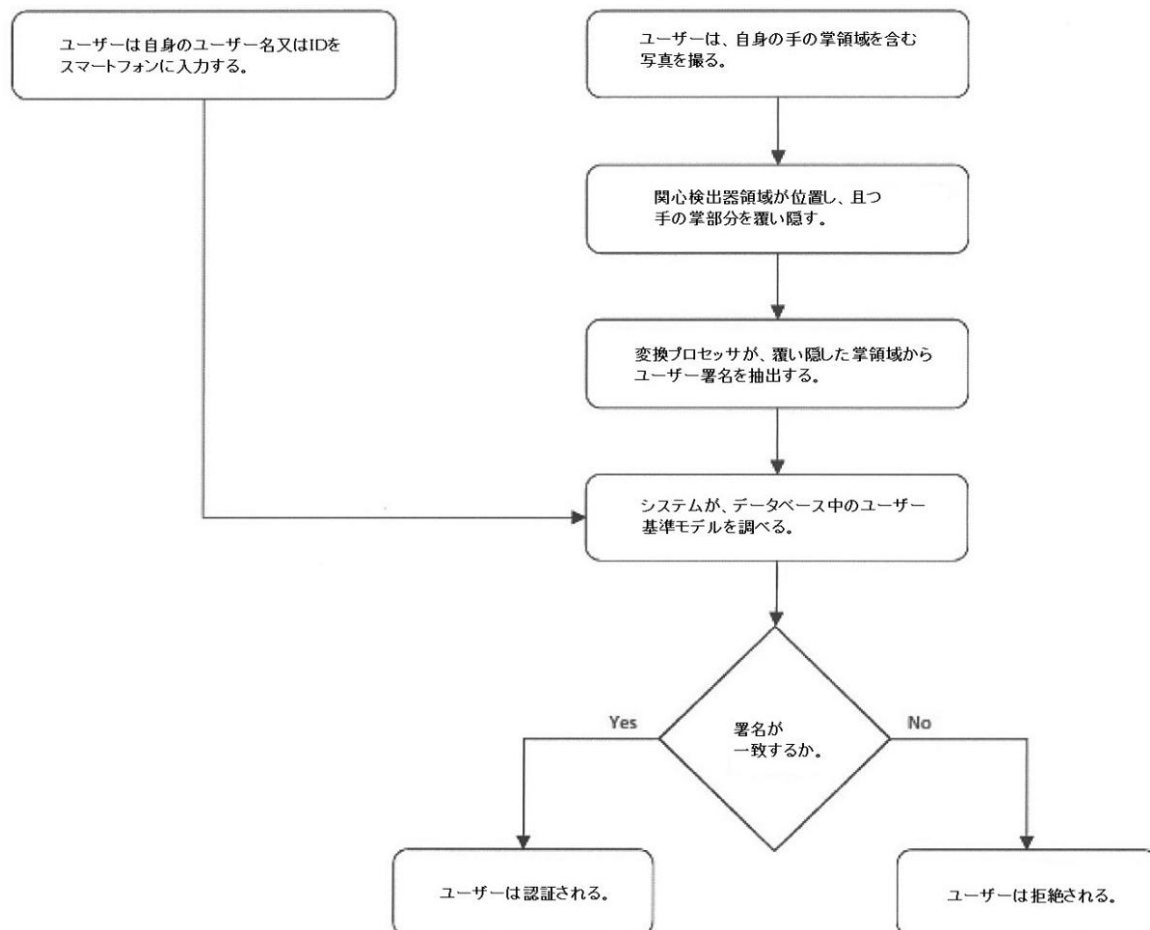 ユーザーは自身のユーザー名又はIDを
スマートフォンに入力する。
ユーザーは、自身の手の掌領域を含む
写真を撮る。
関心検出器領域が位置し、且つ
手の掌部分を覆い隠す。
変換プロセッサが、覆い隠した掌領域から
ユーザー署名を抽出する。
システムが、データベース中のユーザー
基準モデルを調べる。
署名が
一致するか。
Yes
No
ユーザーは認証される。
ユーザーは拒絶される。